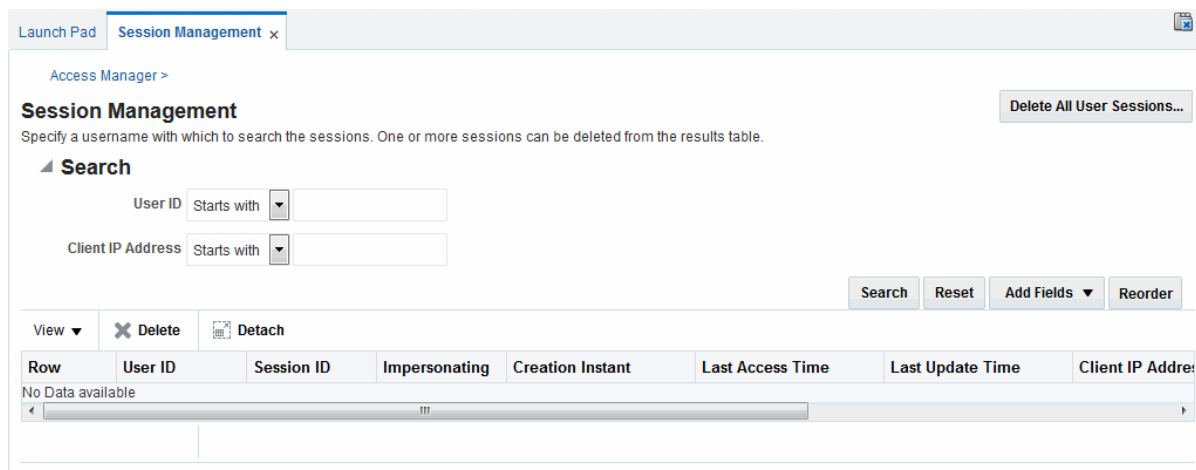 Launch Pad Session Management x
Access Manager >
Session Management Delete All User Sessions...
Specify a username with which to search the sessions. One or more sessions can be deleted from the results table.
Search
User ID Starts with
Client IP Address Starts with
Search Reset Add Fields Reorder
View Delete Detach
Row User ID Session ID Impersonating Creation Instant Last Access Time Last Update Time Client IP Addres
No Data available